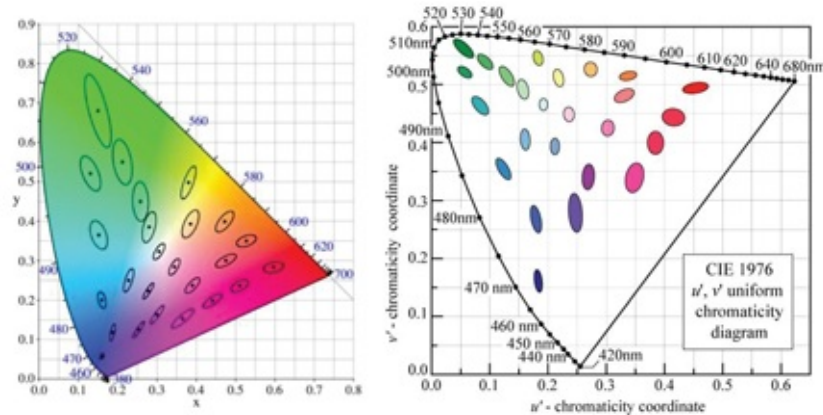 0.9
520
0.8
540
0.7
0.6
560
500
0.5
y
580
0.4
600
0.3
620
490
700
0.2
480
0.1
470
460
380
0.0
0.0 0.1 0.2 0.3 0.4 0.5 0.6 0.7 0.8
x
0.6
520 530 540
550 560 570 580 590 600 610 620 640 680nm
510nm
500nm
0.5
490nm
0.4
0.3
480nm
0.2
470 nm
0.1
460 nm
450 nm
440 nm
420nm
0.0
v' - chromaticity coordinate
CIE 1976
u', v' uniform
chromaticity
diagram
0.0 0.1 0.2 0.3 0.4 0.5 0.6
u' - chromaticity coordinate